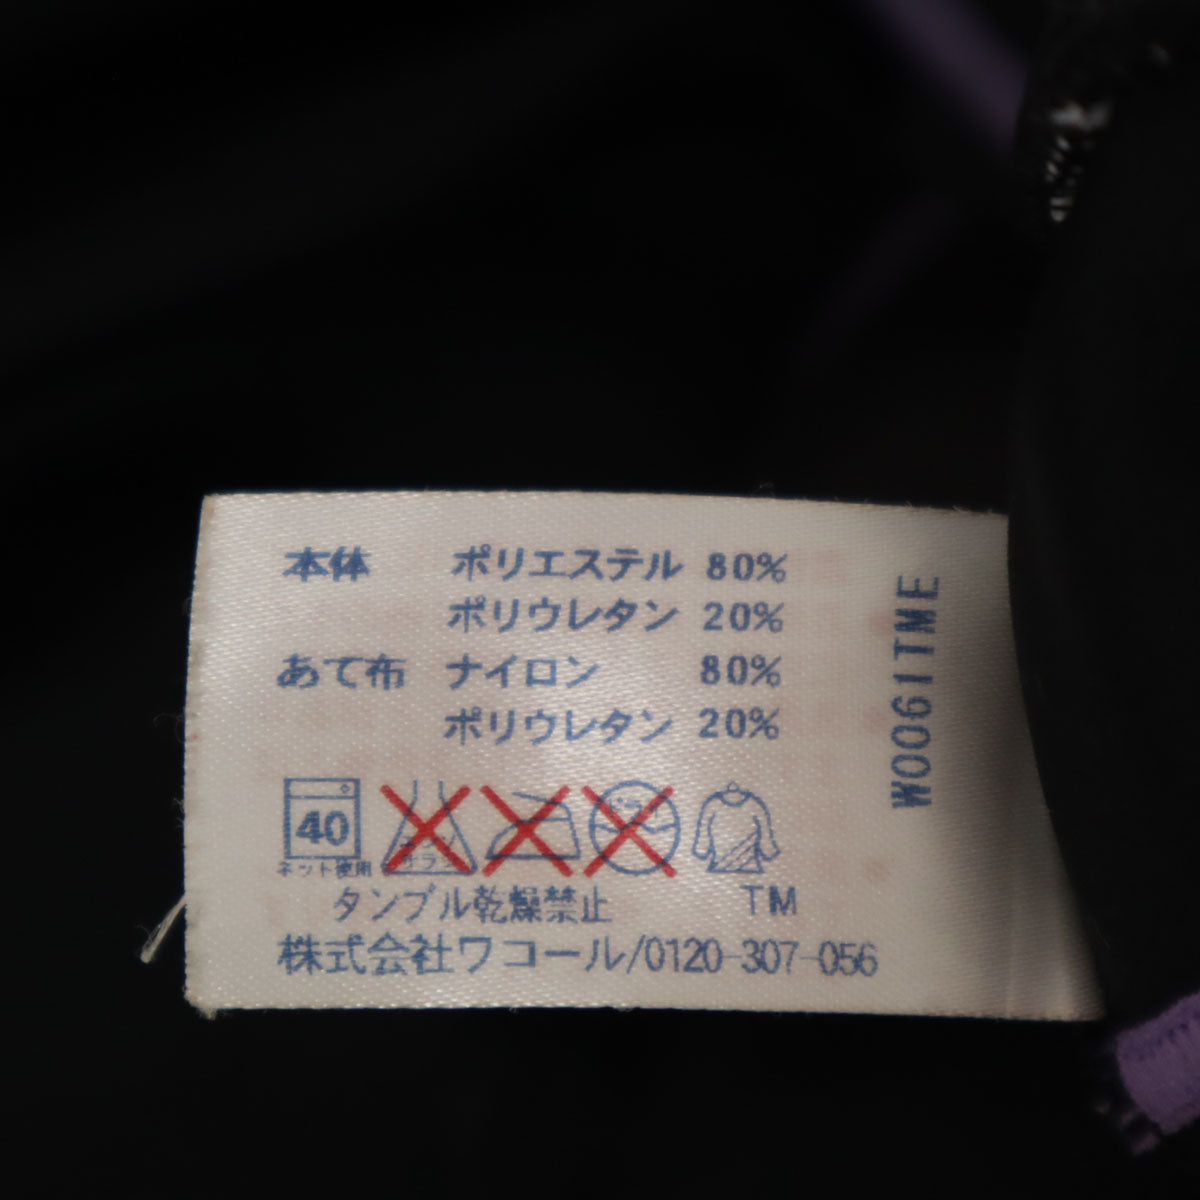 本体 ポリエステル 80%
ポリウレタン 20%
あて布 ナイロン 80%
ポリウレタン 20%
40
ネット使用
タンブル乾燥禁止 TM
株式会社ワコール/0120-307-056
W0061TME